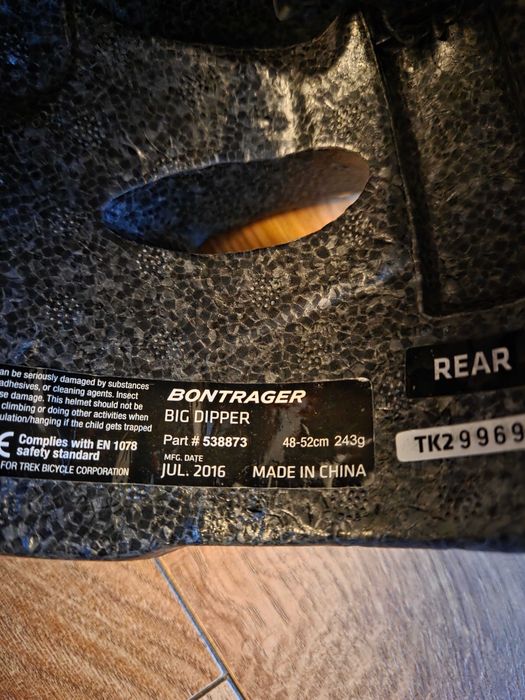 an be seriously damaged by substances
adhesives, or cleaning agents. Insect
se damage. This helmet should not be
climbing or doing other activities when
ulation/hanging if the child gets trapped
CE Complies with EN 1078
safety standard
FOR TREK BICYCLE CORPORATION
BONTRAGER
BIG DIPPER
Part # 538873 48-52cm 243g
MFG. DATE
JUL. 2016 MADE IN CHINA
REAR
TK29969